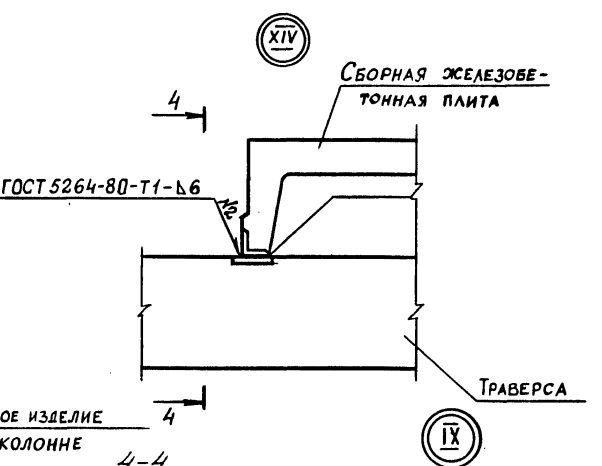 XIV
СБОРНАЯ ЖЕЛЕЗОБЕ-
ТОННАЯ ПЛИТА
4
ГОСТ 5264-80-Т1-⊿6
№2
ТРАВЕРСА
ОЕ ИЗДЕЛИЕ
КОЛОННЕ
4
IX
4-4